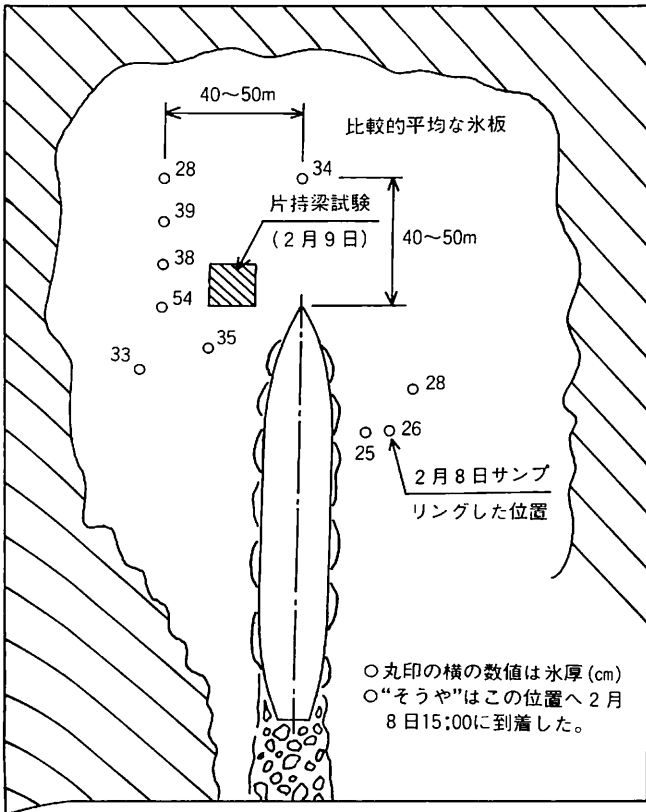 40～50m
比較的平均な氷板
28
34
39
片持梁試験
(2月9日)
40～50m
38
54
33
35
28
25
26
2月8日サンプ
リングした位置
○丸印の横の数値は氷厚(cm)
○“そうや”はこの位置へ2月
8日15:00に到着した。